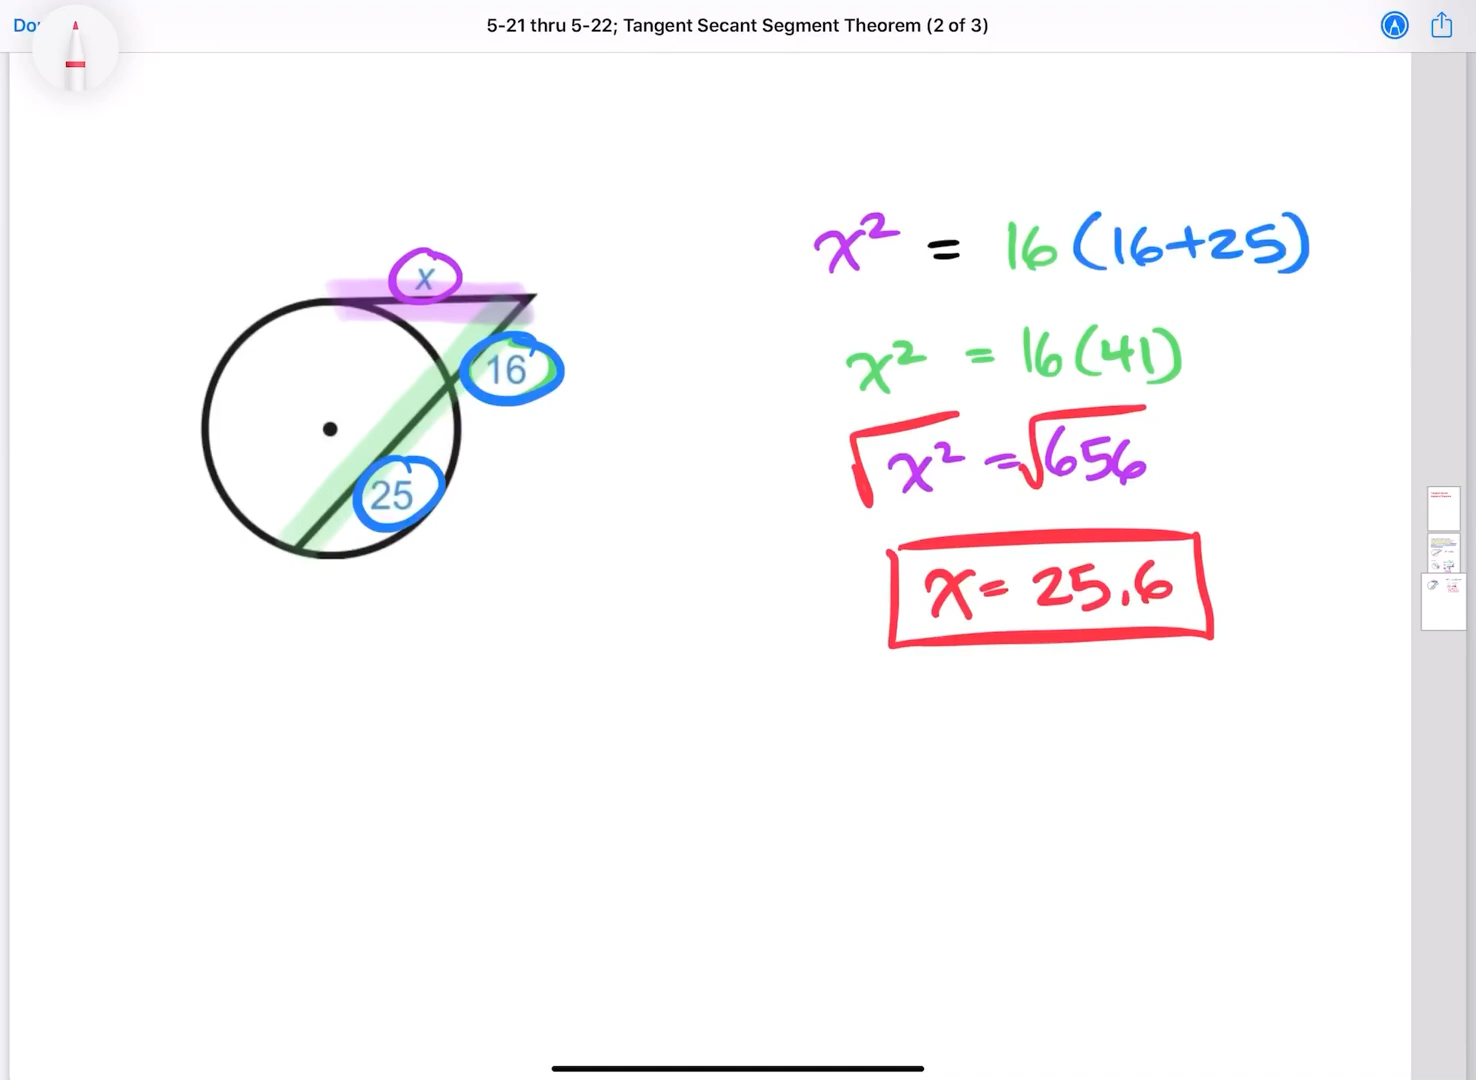 Do
5-21 thru 5-22; Tangent Secant Segment Theorem (2 of 3)
x
16
25
x² = 16 (16+25)
x² = 16(41)
√x² = √656
x = 25.6